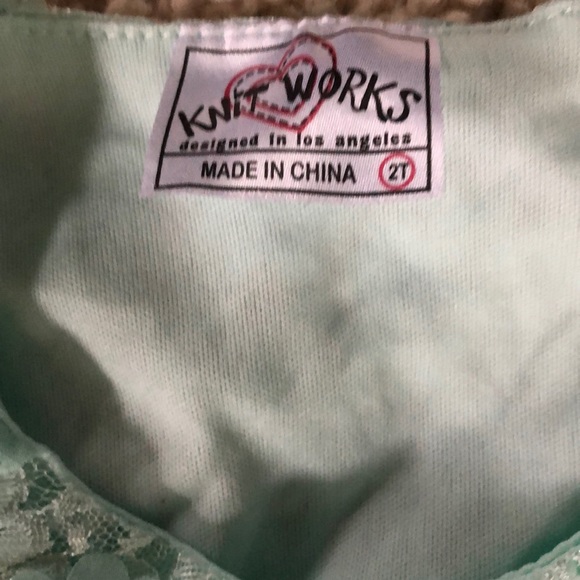 KNIT WORKS
designed in los angeles
MADE IN CHINA 2T